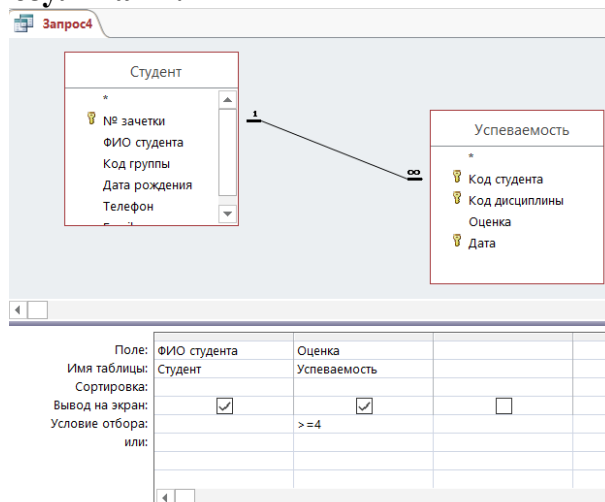 Запрос4
Студент
*
№ зачетки
ФИО студента
Код группы
Дата рождения
Телефон
1
∞
Успеваемость
*
Код студента
Код дисциплины
Оценка
Дата
Поле: ФИО студента Оценка
Имя таблицы: Студент Успеваемость
Сортировка:
Вывод на экран:
Условие отбора: >=4
или: